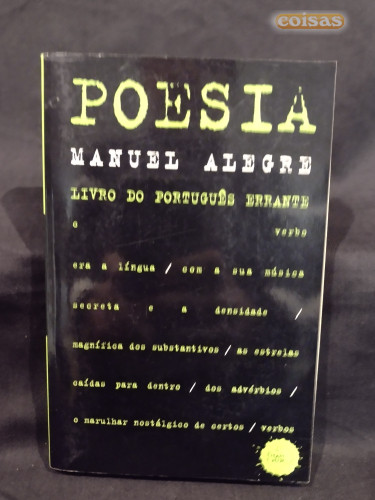 coisas
POESIA
MANUEL ALEGRE
LIVRO DO PORTUGUÊS ERRANTE
o verbo
era a língua / com a sua música
secreta e a densidade /
magnífica dos substantivos / as estrelas
caídas para dentro / dos advérbios /
o marulhar nostálgico de certos / verbos